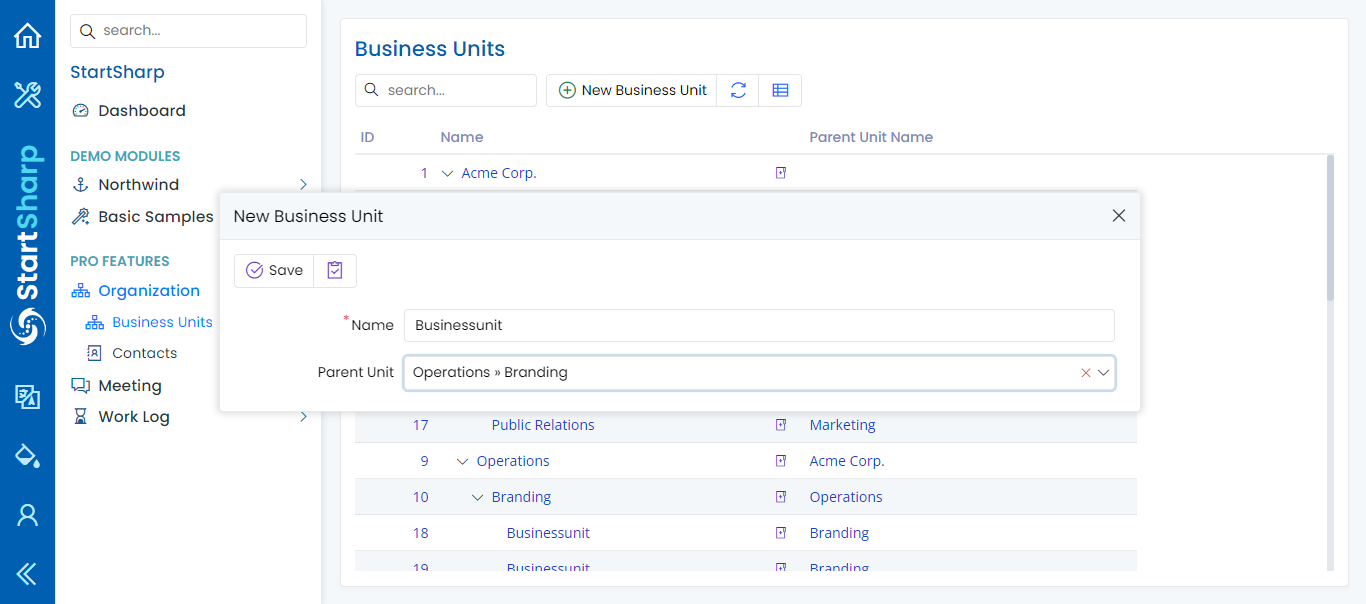 search...
StartSharp
Dashboard
DEMO MODULES
Northwind
Basic Samples
PRO FEATURES
Organization
Business Units
Contacts
Meeting
Work Log
StartSharp
Business Units
search...
New Business Unit
ID Name Parent Unit Name
1 Acme Corp.
New Business Unit
Save
* Name Businessunit
Parent Unit Operations » Branding
17 Public Relations Marketing
9 Operations Acme Corp.
10 Branding Operations
18 Businessunit Branding
19 Businessunit Branding